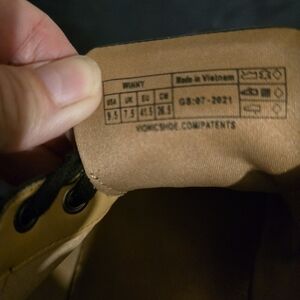 WINNY
Made in Vietnam
USA UK EU CM
9.5 7.5 41.5 26.5
GS:07-2021
VIONICSHOE.COM/PATENTS